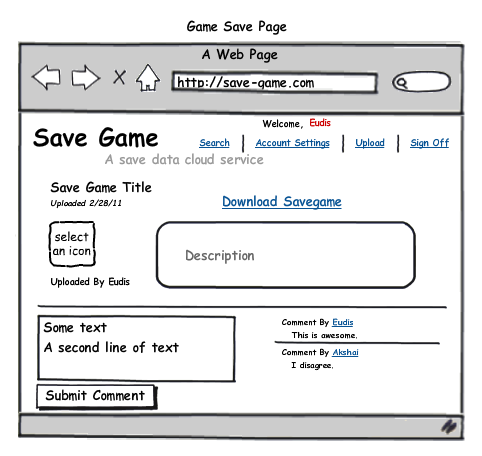 Game Save Page
A Web Page
X
http://save-game.com
Welcome, Eudis
Save Game
Search | Account Settings | Upload | Sign Off
A save data cloud service
Save Game Title
Uploaded 2/28/11
Download Savegame
select
an icon
Description
Uploaded By Eudis
Some text
A second line of text
Submit Comment
Comment By Eudis
This is awesome.
Comment By Akshai
I disagree.